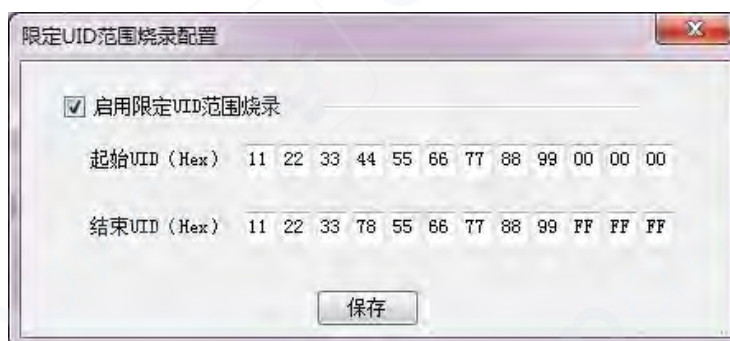 限定UID范围烧录配置
启用限定UID范围烧录
起始UID（Hex） 11 22 33 44 55 66 77 88 99 00 00 00
结束UID（Hex） 11 22 33 78 55 66 77 88 99 FF FF FF
保存